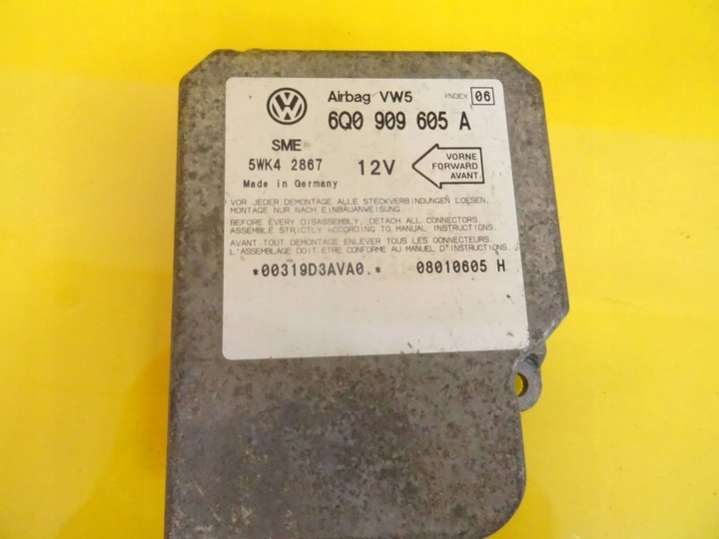 VW
Airbag VW5
INDEX 06
6Q0 909 605 A
SME
5WK4 2867
12V
VORNE
FORWARD
AVANT
Made in Germany
VOR JEDER DEMONTAGE ALLE STECKVERBINDUNGEN LOESEN.
MONTAGE NUR NACH EINBAUANWEISUNG.
BEFORE EVERY DISASSEMBLY, DETACH ALL CONNECTORS.
ASSEMBLE STRICTLY ACCORDING TO MANUAL INSTRUCTIONS.
AVANT TOUT DEMONTAGE ENLEVER TOUS LES CONNECTEURS.
L'ASSEMBLAGE DOIT ETRE CONFORME AU MANUEL D'INSTRUCTIONS.
*00319D3AVA0.*
08010605 H